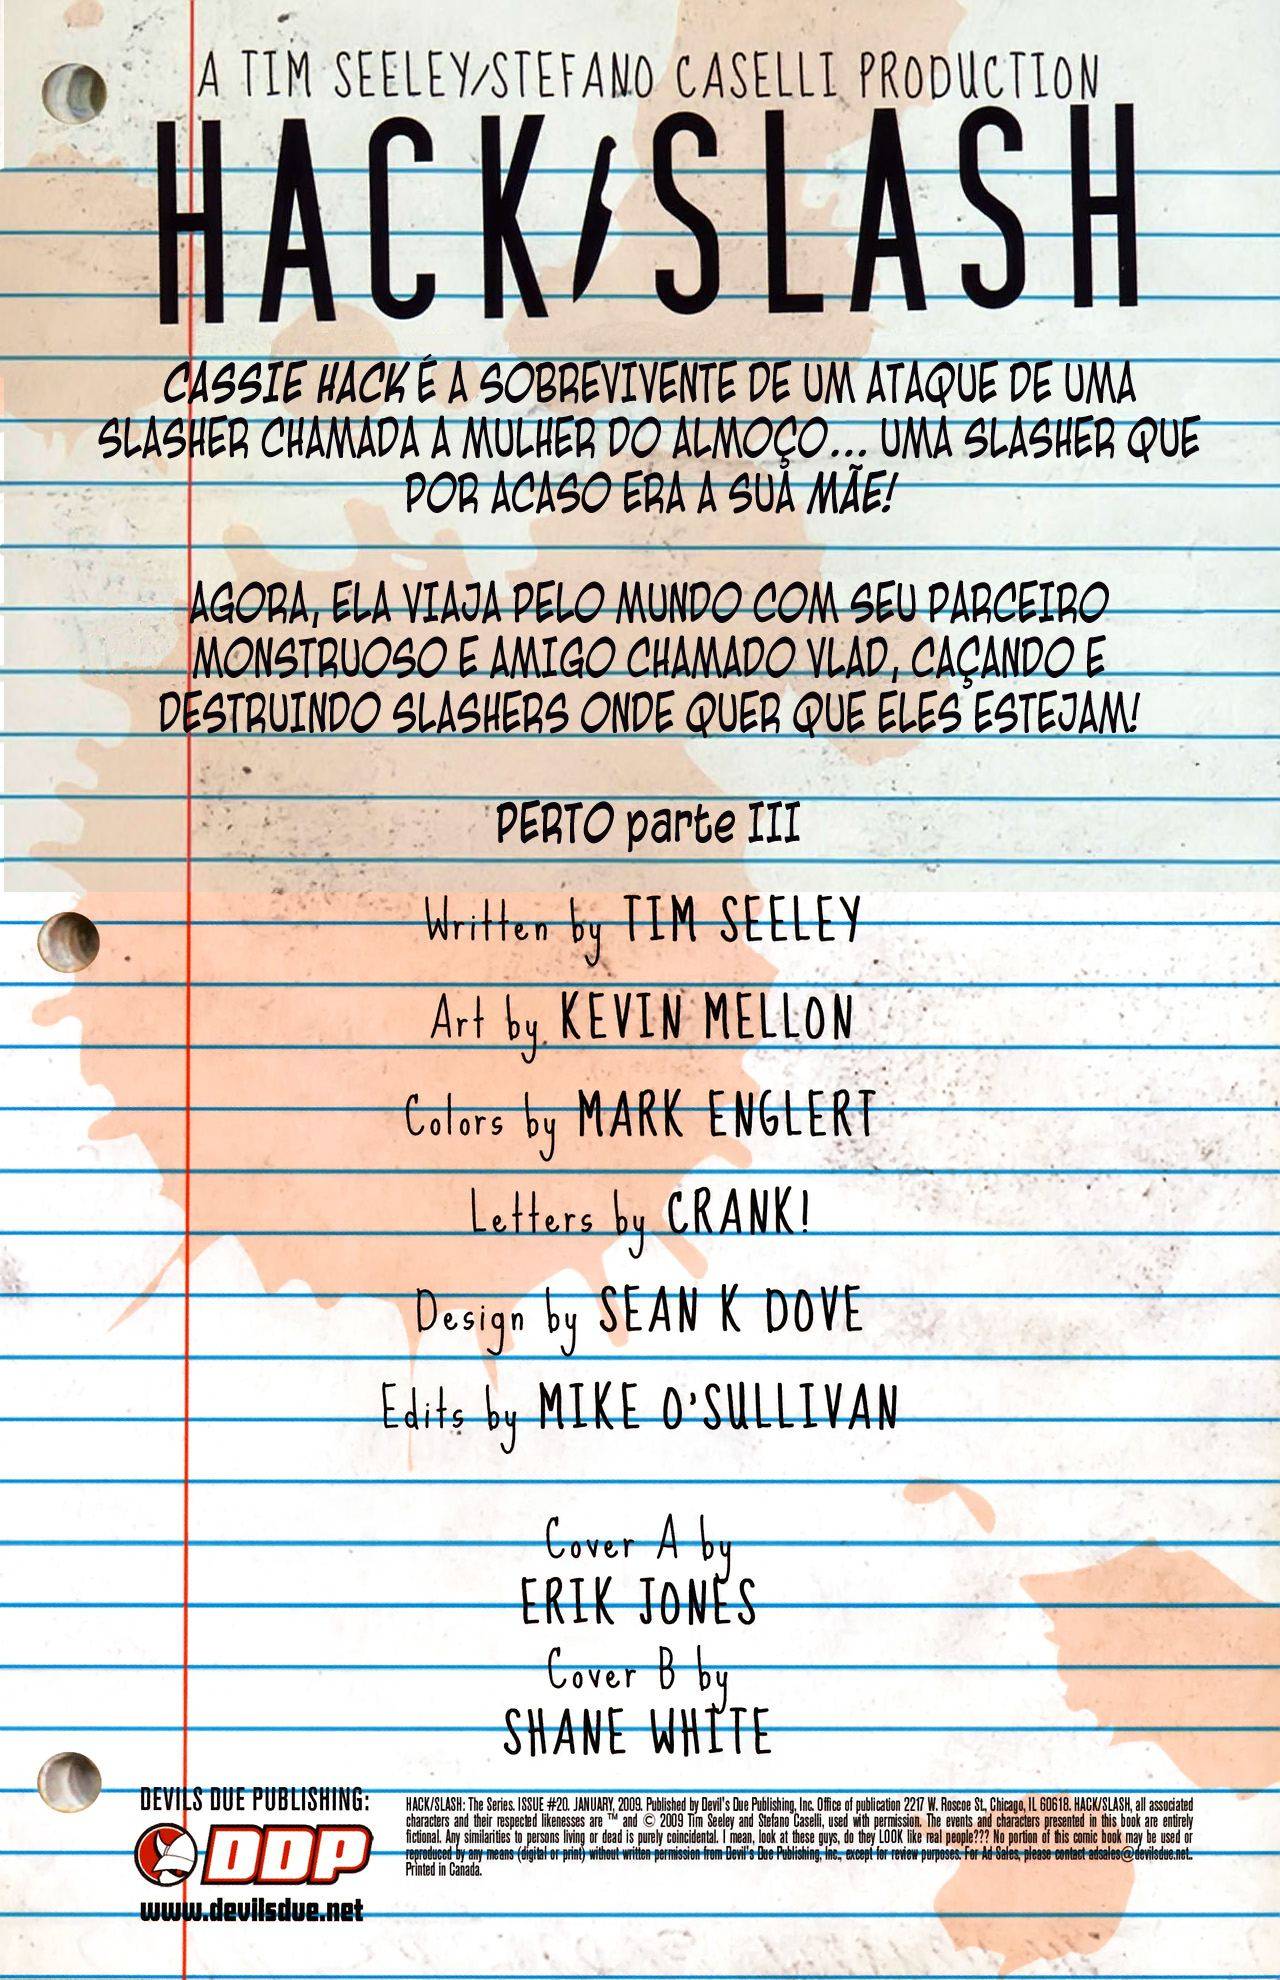 A TIM SEELEY/STEFANO CASELLI PRODUCTION
HACK/SLASH
CASSIE HACK É A SOBREVIVENTE DE UM ATAQUE DE UMA
SLASHER CHAMADA A MULHER DO ALMOÇO... UMA SLASHER QUE
POR ACASO ERA A SUA MÃE!
AGORA, ELA VIAJA PELO MUNDO COM SEU PARCEIRO
MONSTRUOSO E AMIGO CHAMADO VLAD, CAÇANDO E
DESTRUINDO SLASHERS ONDE QUER QUE ELES ESTEJAM!
PERTO parte III
Written by TIM SEELEY
Art by KEVIN MELLON
Colors by MARK ENGLERT
Letters by CRANK!
Design by SEAN K DOVE
Edits by MIKE O'SULLIVAN
Cover A by
ERIK JONES
Cover B by
SHANE WHITE
DEVILS DUE PUBLISHING:
DDP
www.devilsdue.net
HACK/SLASH: The Series. ISSUE #20. JANUARY, 2009. Published by Devil's Due Publishing, Inc. Office of publication 2217 W. Roscoe St, Chicago, IL 60618. HACK/SLASH, all associated
characters and their respected likenesses are ™ and © 2009 Tim Seeley and Stefano Caselli, used with permission. The events and characters presented in this book are entirely
fictional. Any similarities to persons living or dead is purely coincidental. I mean, look at these guys, do they LOOK like real people??? No portion of this comic book may be used or
reproduced by any means (digital or print) without written permission from Devil's Due Publishing, Inc., except for review purposes. For Ad Sales, please contact adsales@devilsdue.net.
Printed in Canada.